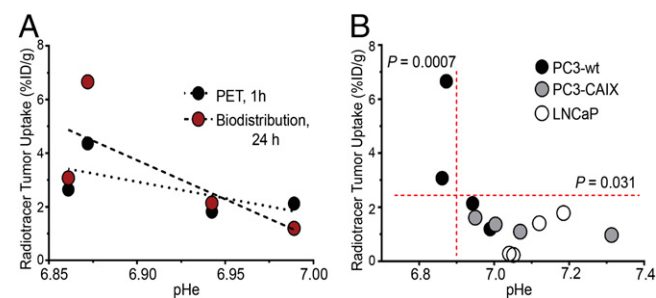 A
Radiotracer Tumor Uptake (%ID/g)
8
6
4
2
0
6.85
6.90
6.95
7.00
pHe
PET, 1h
Biodistribution,
24 h
B
Radiotracer Tumor Uptake (%ID/g)
8
6
4
2
0
6.8
7.0
7.2
7.4
pHe
P = 0.0007
P = 0.031
PC3-wt
PC3-CAIX
LNCaP